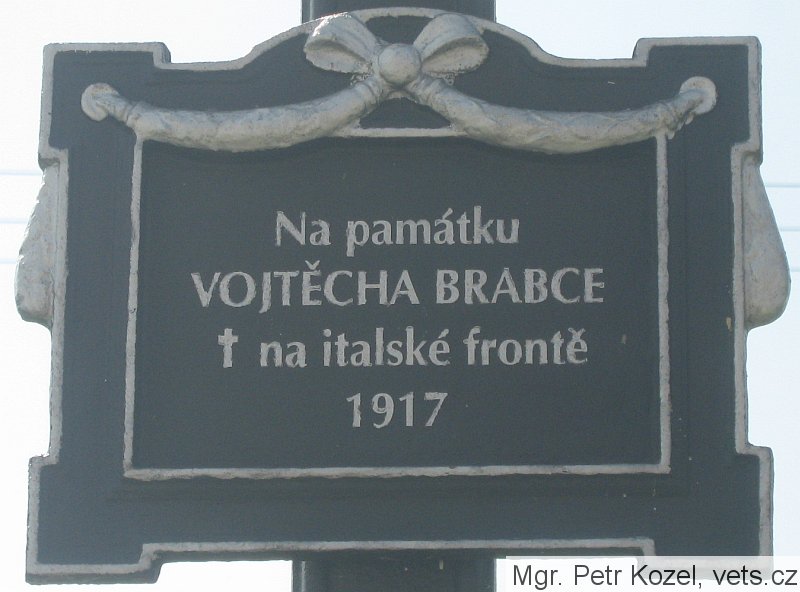 Na památku
VOJTĚCHA BRABCE
✝ na italské frontě
1917
Mgr. Petr Kozel, vets.cz